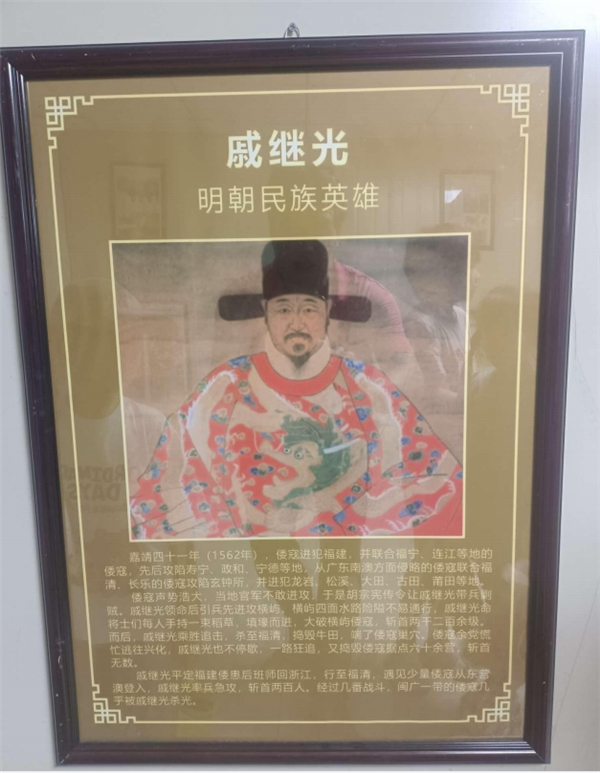 戚继光
明朝民族英雄
嘉靖四十一年（1562年），倭寇进犯福建，并联合福宁、连江等地的
倭寇，先后攻陷寿宁、政和、宁德等地，从广东南澳方面侵略的倭寇联合福
清、长乐的倭寇攻陷玄钟所，并进犯龙岩、松溪、大田、古田、莆田等地。
倭寇声势浩大，当地官军不敢进攻，于是胡宗宪传令让戚继光带兵剿
贼。戚继光领命后引兵先进攻横屿，横屿四面水路险隘不易通行，戚继光命
将士们每人手持一束稻草，填壕而进，大破横屿倭寇，斩首两千二百余级。
而后，戚继光乘胜追击，杀至福清，捣毁牛田，端了倭寇巢穴。倭寇余党慌
忙逃往兴化，戚继光也不停歇，一路狂追，又捣毁倭寇据点六十余营，斩首
无数。
戚继光平定福建倭患后班师回浙江，行至福清，遇见少量倭寇从东营
澳登入，戚继光率兵急攻，斩首两百人。经过几番战斗，闽广一带的倭寇几
乎被戚继光杀光。